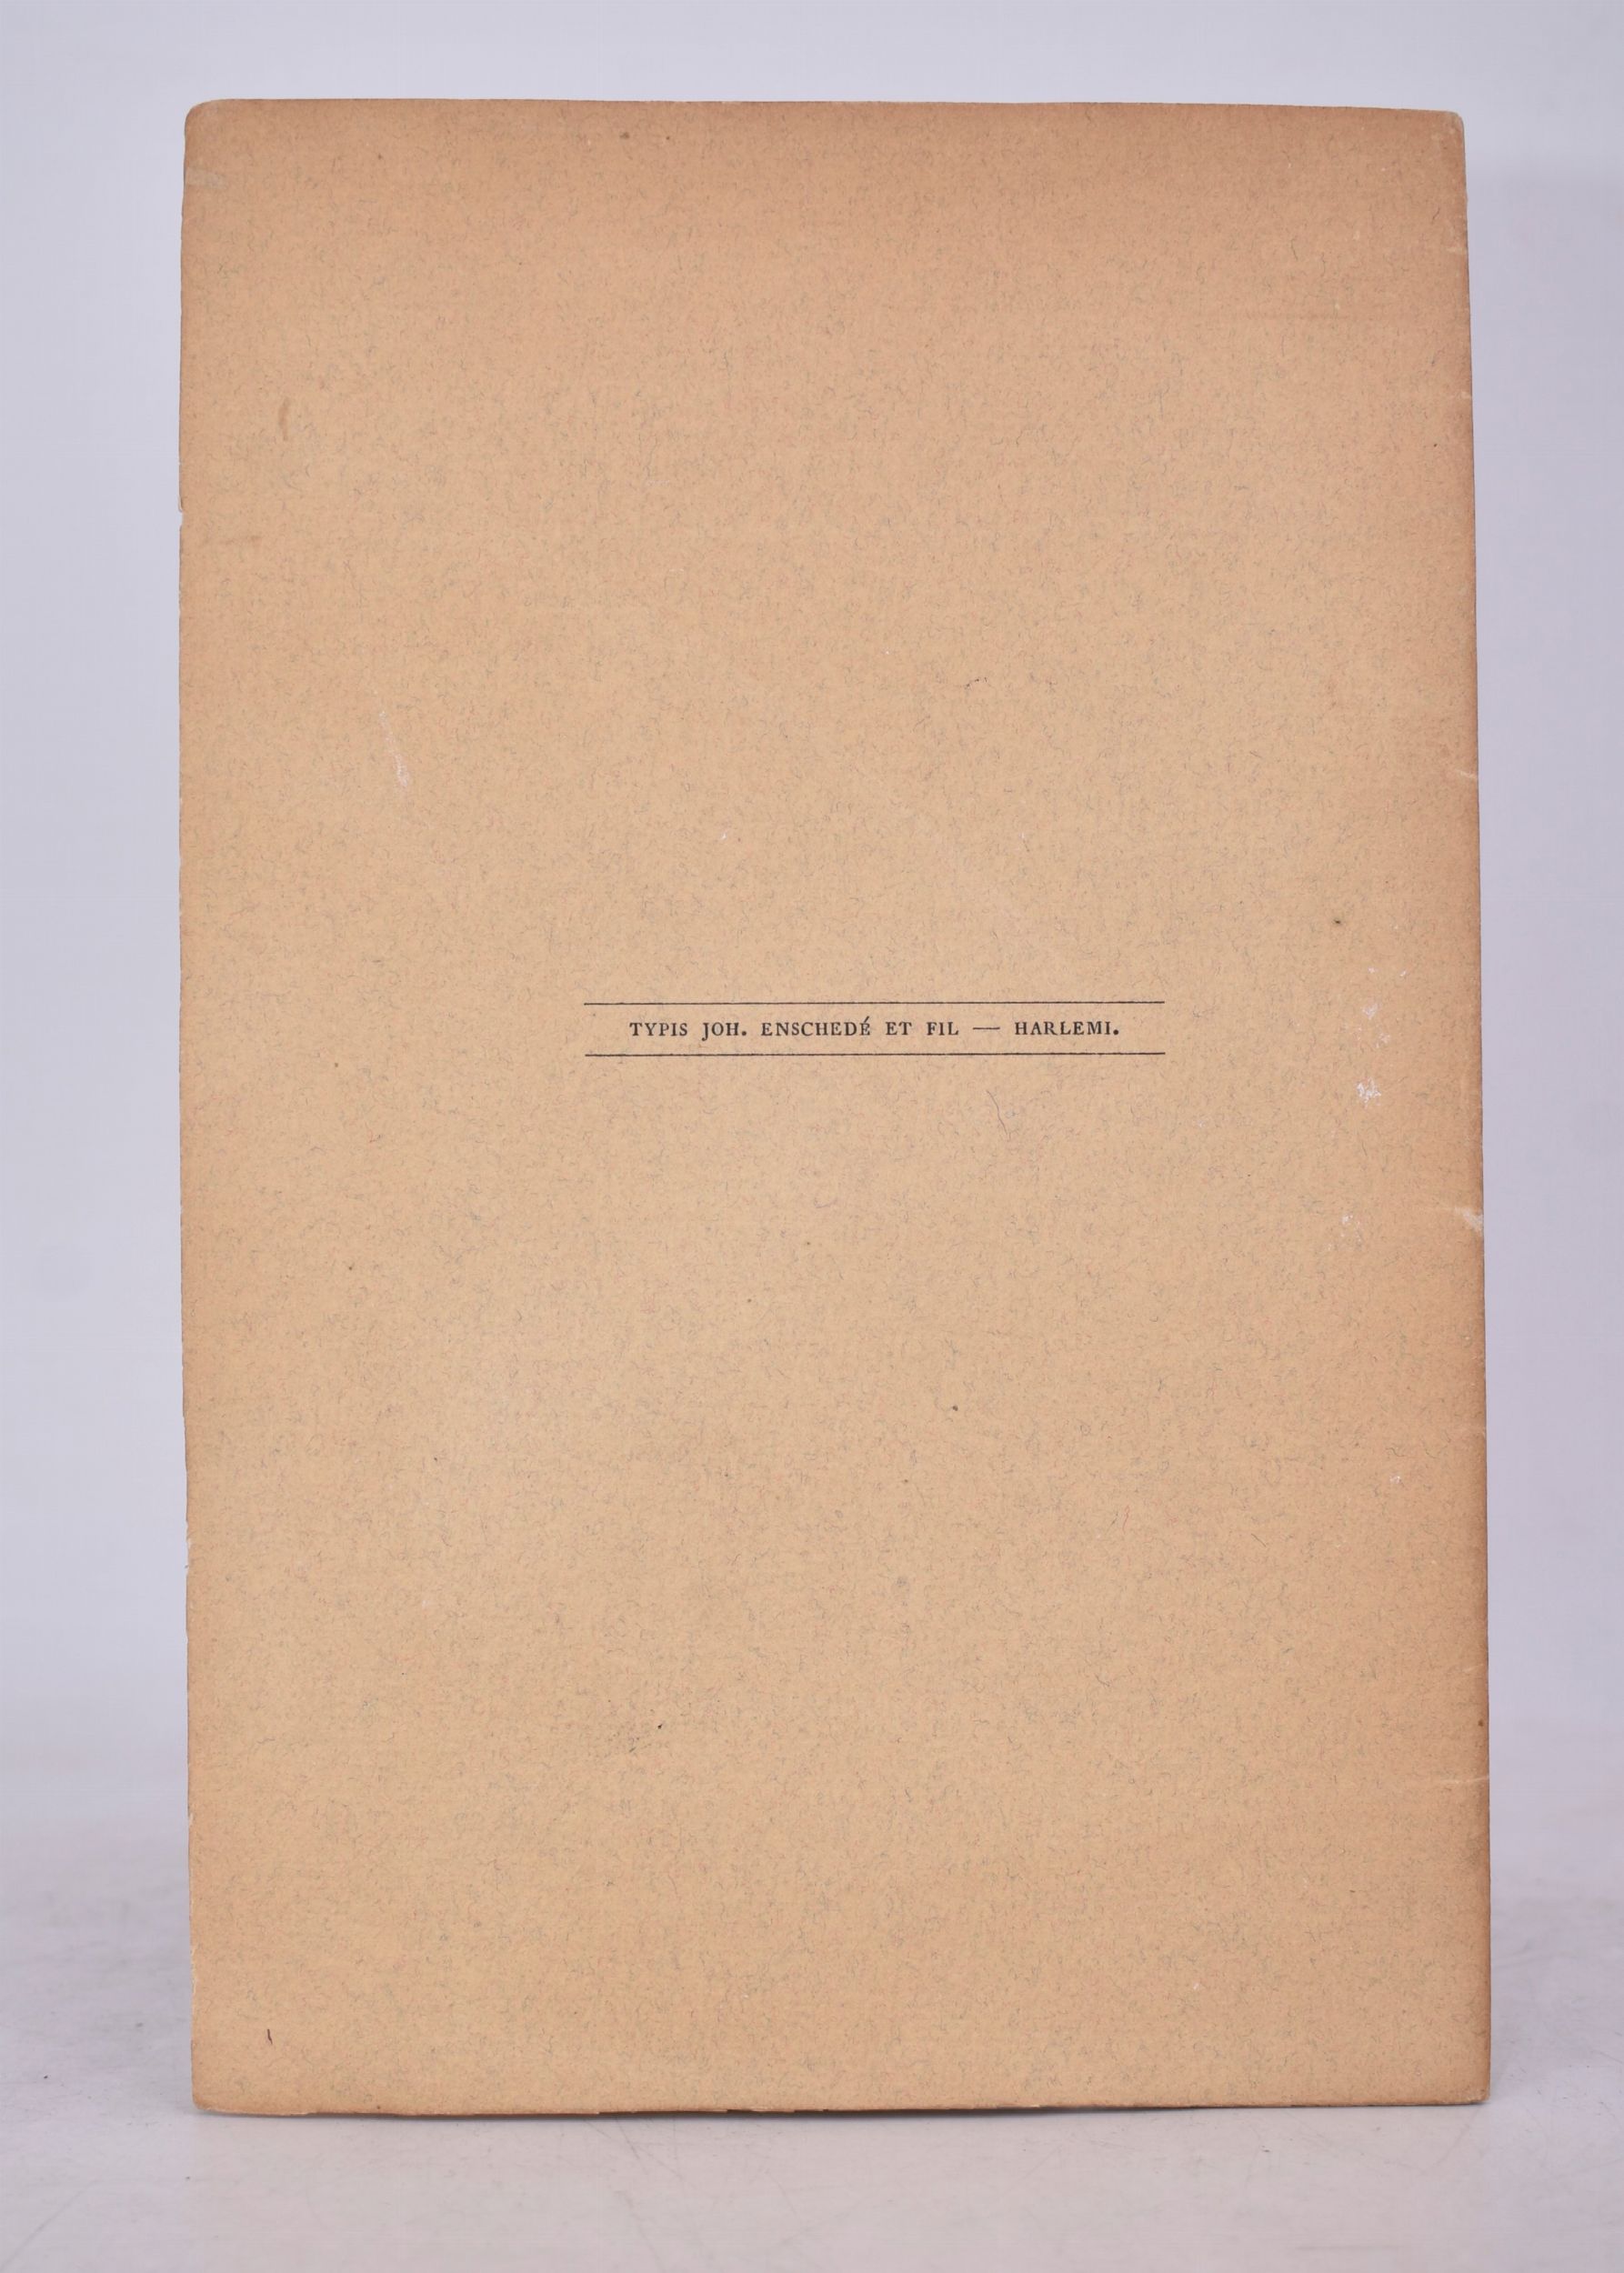 TYPIS JOH. ENSCHEDÉ ET FIL — HARLEMI.